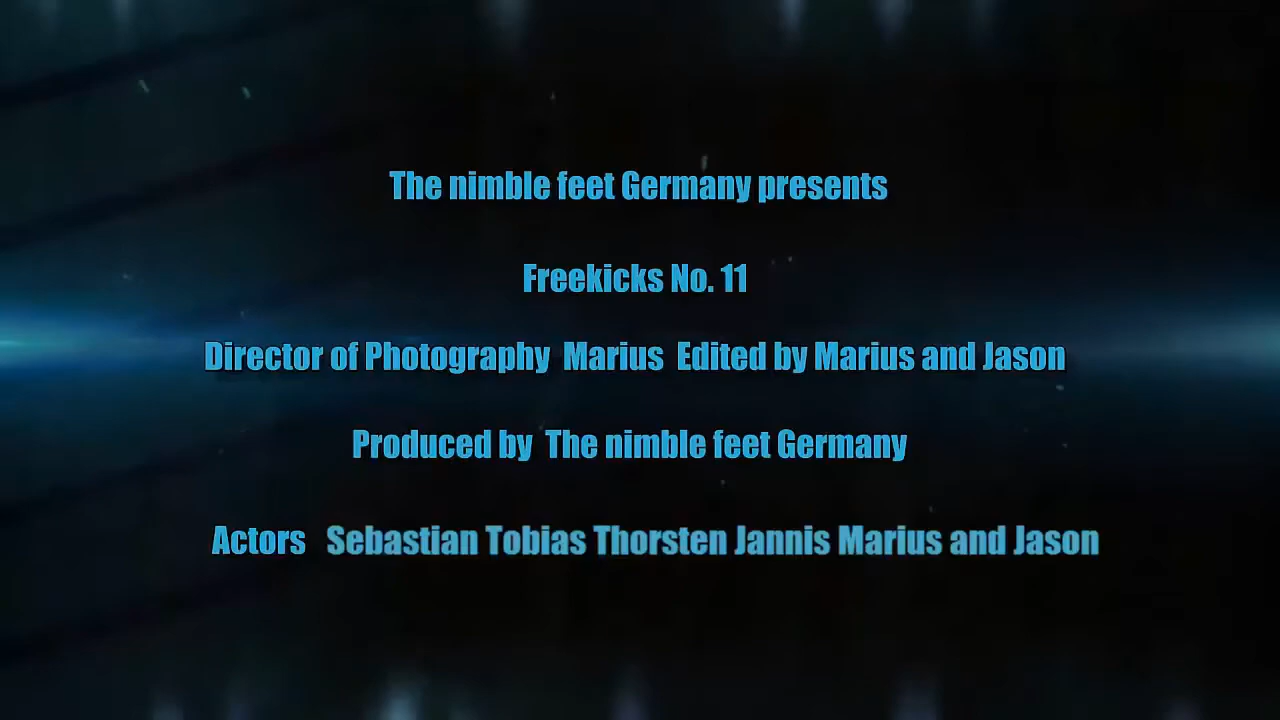 The nimble feet Germany presents
Freekicks No. 11
Director of Photography Marius Edited by Marius and Jason
Produced by The nimble feet Germany
Actors Sebastian Tobias Thorsten Jannis Marius and Jason